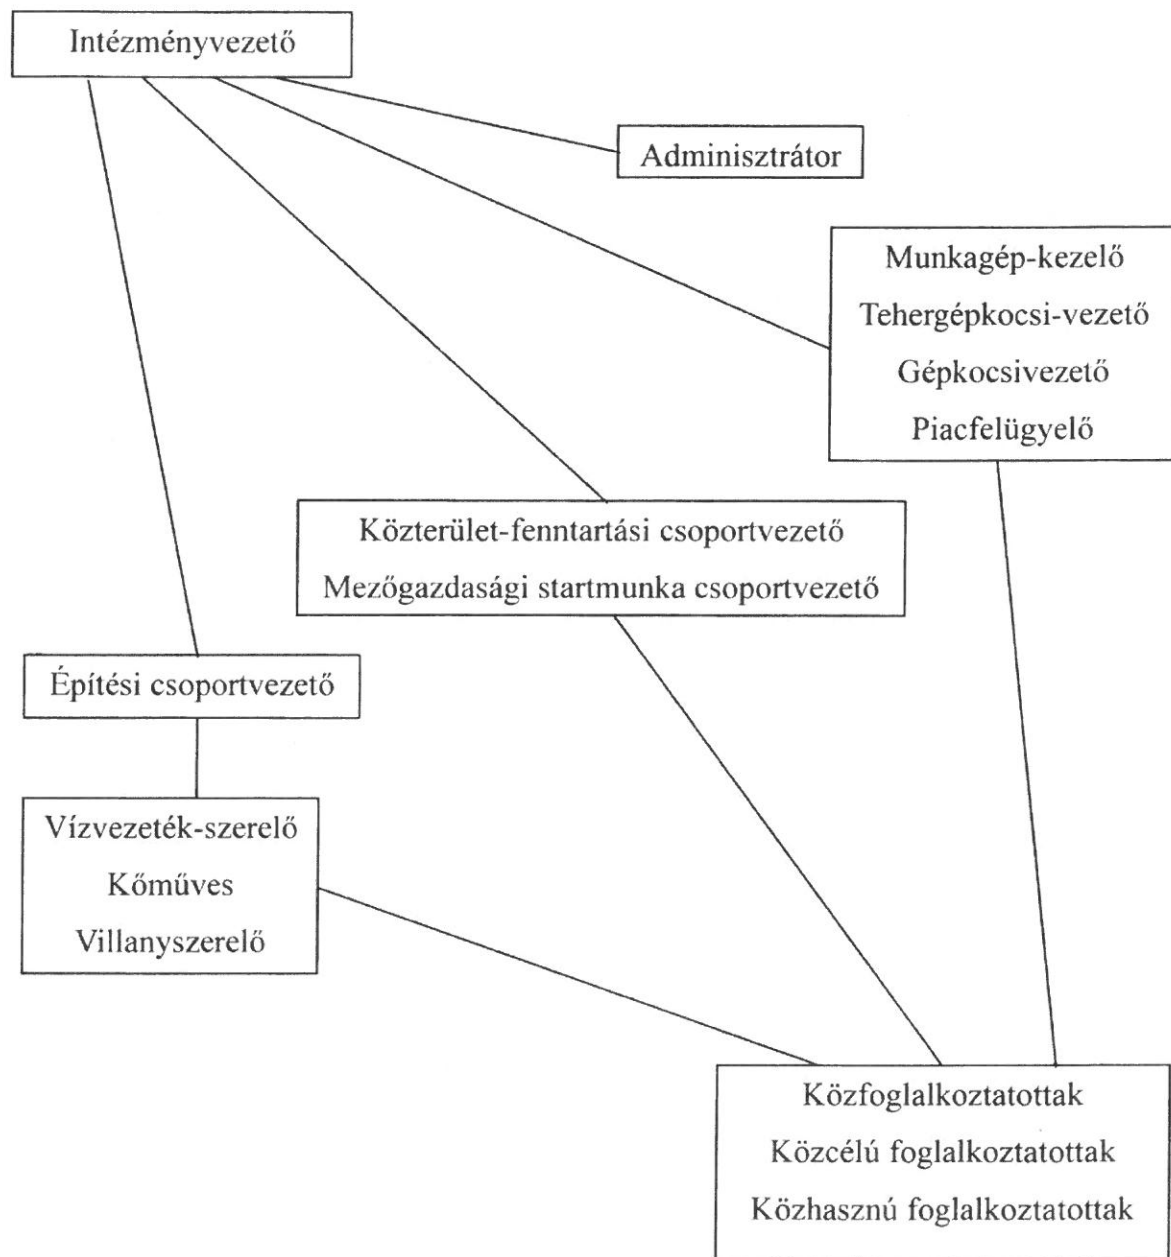 Intézményvezető
Adminisztrátor
Munkagép-kezelő
Tehergépkocsi-vezető
Gépkocsivezető
Piacfelügyelő
Közterület-fenntartási csoportvezető
Mezőgazdasági startmunka csoportvezető
Építési csoportvezető
Vízvezeték-szerelő
Kőműves
Villanyszerelő
Közfoglalkoztatottak
Közcélú foglalkoztatottak
Közhasznú foglalkoztatottak